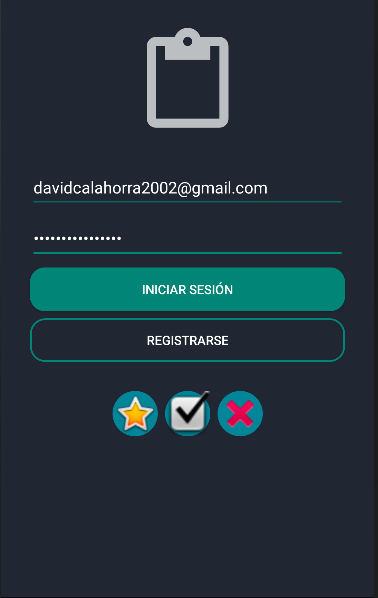 davidcalahorra2002@gmail.com
••••••••••••••••
INICIAR SESIÓN
REGISTRARSE